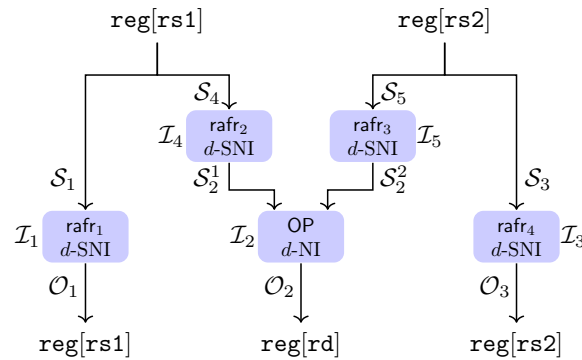 reg[rs1] reg[rs2]
𝒮₄ 𝒮₅
ℐ₄ rafr₂ d-SNI rafr₃ d-SNI ℐ₅
𝒮₁ 𝒮₂¹ 𝒮₂² 𝒮₃
ℐ₁ rafr₁ d-SNI ℐ₂ OP d-NI rafr₄ d-SNI ℐ₃
𝒪₁ 𝒪₂ 𝒪₃
reg[rs1] reg[rd] reg[rs2]